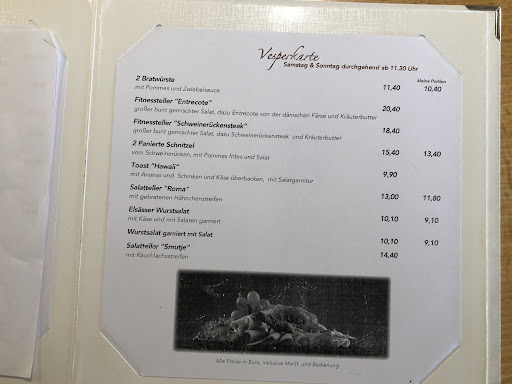 Vesperkarte
Samstag & Sonntag durchgehend ab 11.30 Uhr
kleine Portion
2 Bratwürste 11,40 10,40
mit Pommes und Zwiebelsauce
Fitnessteller "Entrecote" 20,40
großer bunt gemischter Salat, dazu Entrecote von der dänischen Färse und Kräuterbutter
Fitnessteller "Schweinerückensteak" 18,40
großer bunt gemischter Salat, dazu Schweinerückensteak und Kräuterbutter
2 Panierte Schnitzel 15,40 13,40
vom Schweinerücken, mit Pommes frites und Salat
Toast "Hawaii" 9,90
mit Ananas und Schinken und Käse überbacken, mit Salatgarnitur
Salatteller "Roma" 13,00 11,80
mit gebratenen Hähnchenstreifen
Elsässer Wurstsalat 10,10 9,10
mit Käse und mit Salaten garniert
Wurstsalat garniert mit Salat 10,10 9,10
Salatteller "Smutje" 14,40
mit Rauchlachsstreifen
Alle Preise in Euro, inklusive MwSt. und Bedienung